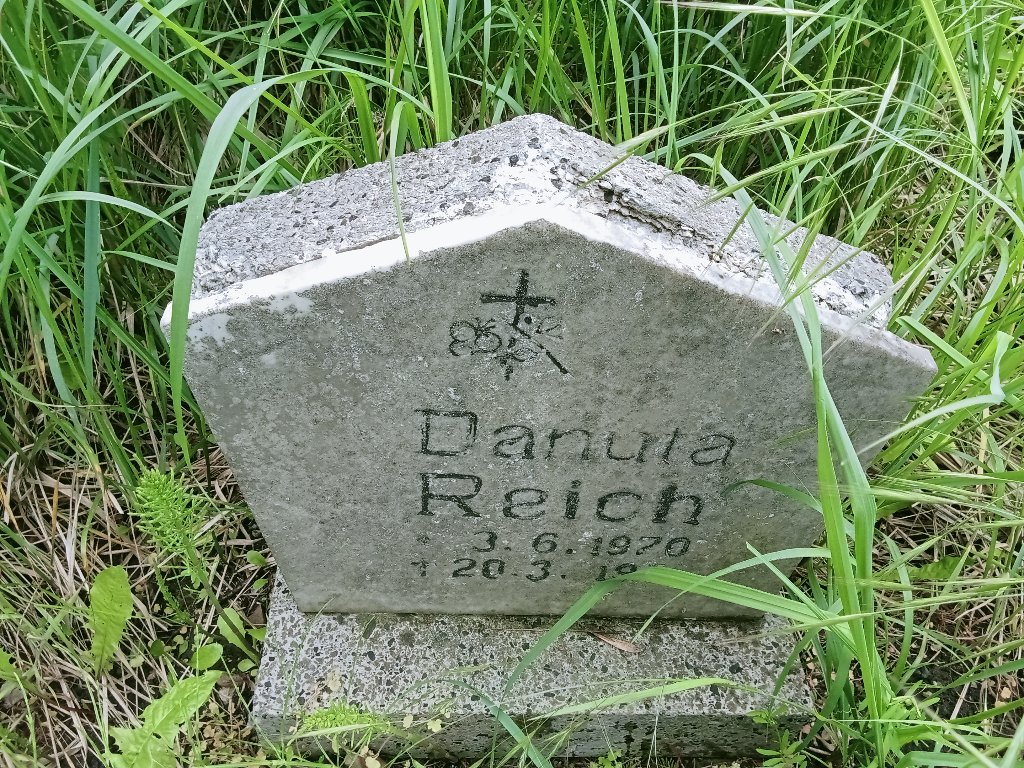 Danuta
Reich
* 3. 6. 1970
† 20. 3.